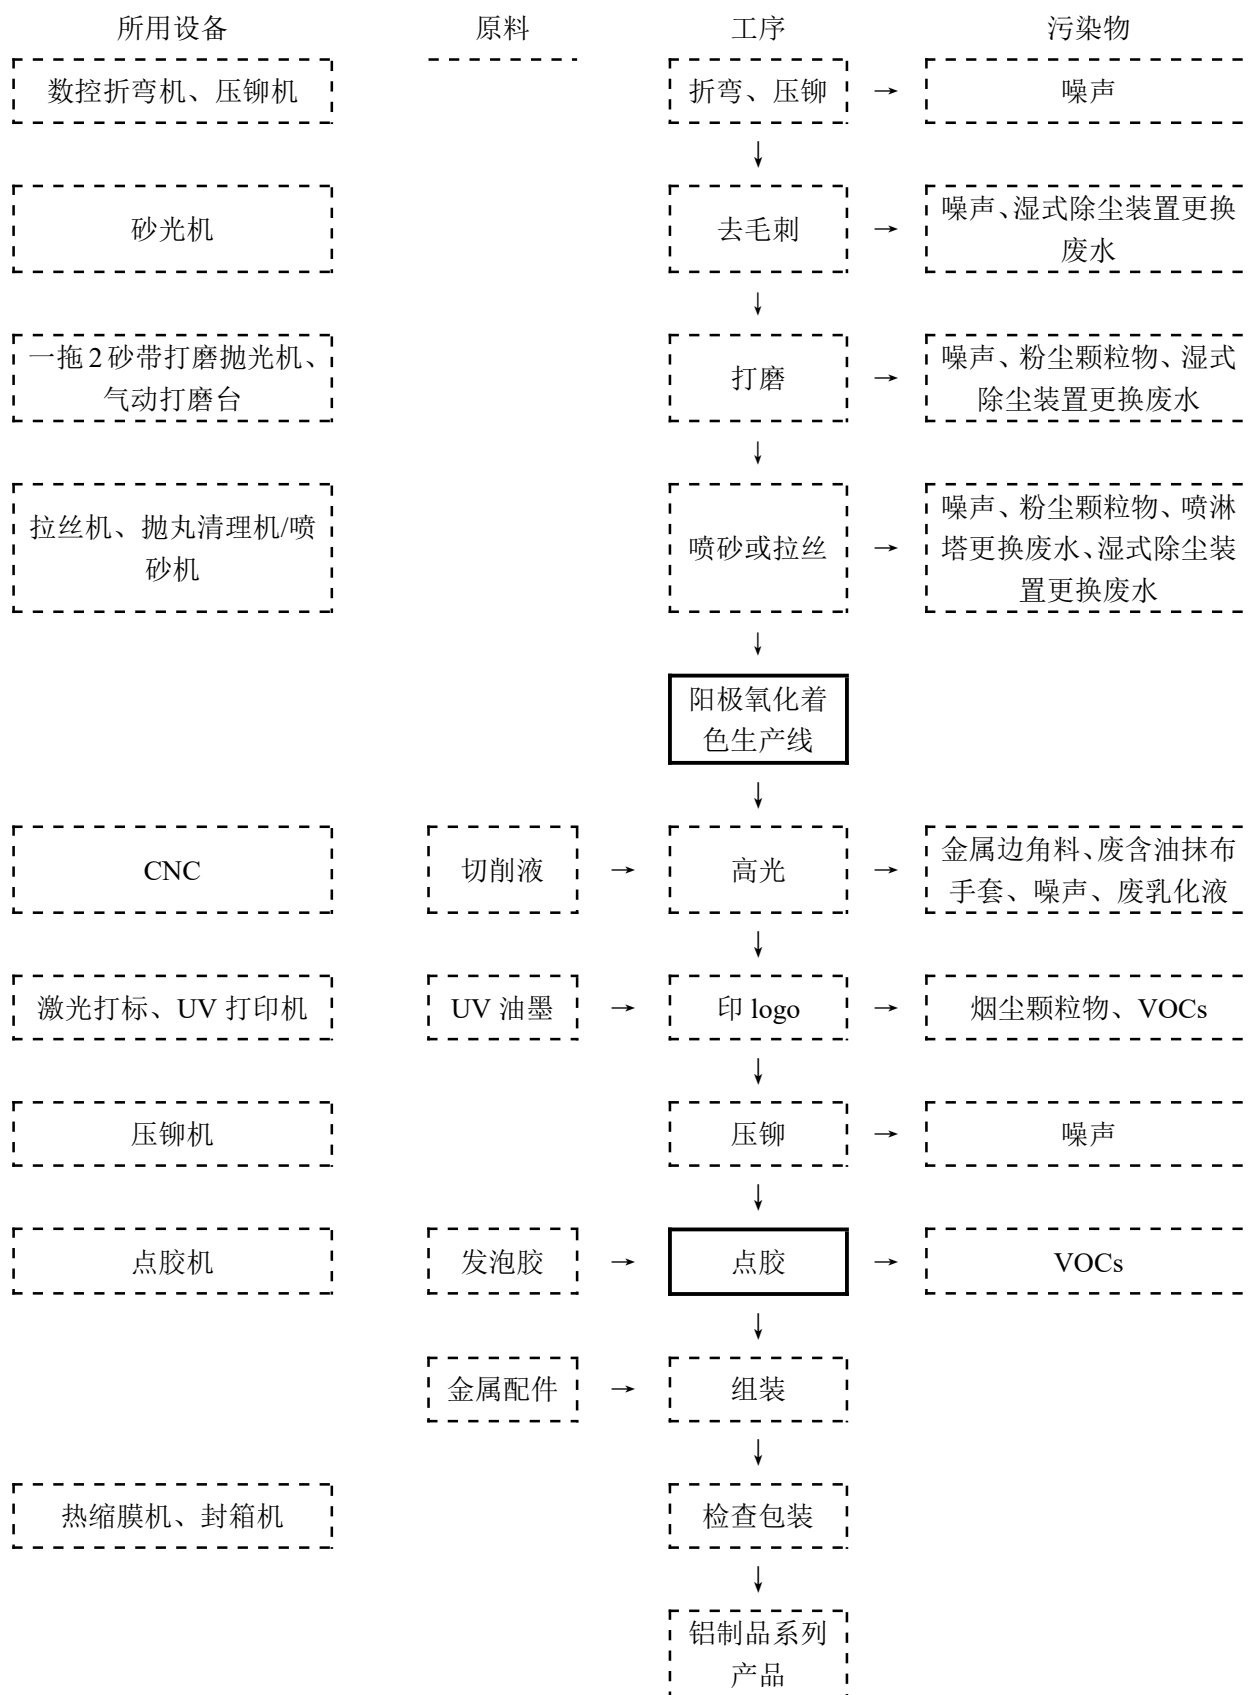 所用设备
原料
工序
污染物
数控折弯机、压铆机
折弯、压铆
→
噪声
↓
砂光机
去毛刺
→
噪声、湿式除尘装置更换
废水
↓
一拖2砂带打磨抛光机、
气动打磨台
打磨
→
噪声、粉尘颗粒物、湿式
除尘装置更换废水
↓
拉丝机、抛丸清理机/喷
砂机
喷砂或拉丝
→
噪声、粉尘颗粒物、喷淋
塔更换废水、湿式除尘装
置更换废水
↓
阳极氧化着
色生产线
↓
CNC
切削液
→
高光
→
金属边角料、废含油抹布
手套、噪声、废乳化液
↓
激光打标、UV 打印机
UV 油墨
→
印 logo
→
烟尘颗粒物、VOCs
↓
压铆机
压铆
→
噪声
↓
点胶机
发泡胶
→
点胶
→
VOCs
↓
金属配件
→
组装
↓
热缩膜机、封箱机
检查包装
↓
铝制品系列
产品